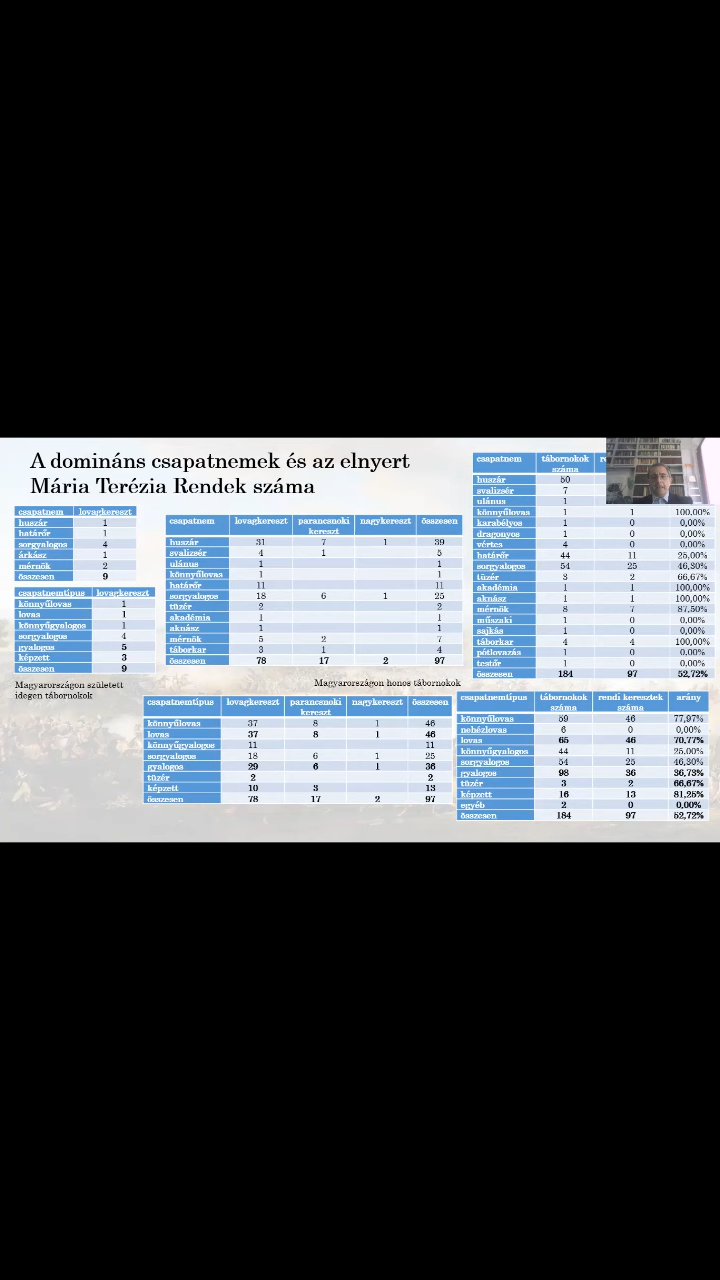 A domináns csapatnemek és az elnyert
Mária Terézia Rendek száma
csapatnem lovagkereszt
huszár 1
határőr 1
sorgyalogos 4
árkász 1
mérnök 2
összesen 9
csapatnemtípus lovagkereszt
könnyűlovas 1
lovas 1
könnyűgyalogos 1
sorgyalogos 4
gyalogos 5
képzett 3
összesen 9
Magyarországon született
idegen tábornokok
csapatnem lovagkereszt parancsnoki kereszt nagykereszt összesen
huszár 31 7 1 39
svalizsér 4 1 5
ulánus 1 1
könnyűlovas 1 1
határőr 11 11
sorgyalogos 18 6 1 25
tüzér 2 2
akadémia 1 1
aknász 1 1
mérnök 5 2 7
táborkar 3 1 4
összesen 78 17 2 97
Magyarországon honos tábornokok
csapatnemtípus lovagkereszt parancsnoki kereszt nagykereszt összesen
könnyűlovas 37 8 1 46
lovas 37 8 1 46
könnyűgyalogos 11 11
sorgyalogos 18 6 1 25
gyalogos 29 6 1 36
tüzér 2 2
képzett 10 3 13
összesen 78 17 2 97
csapatnem tábornokok száma
huszár 50
svalizsér 7
ulánus 1
könnyűlovas 1 1 100,00%
karabélyos 1 0 0,00%
dragonyos 1 0 0,00%
vértes 4 0 0,00%
határőr 44 11 25,00%
sorgyalogos 54 25 46,30%
tüzér 3 2 66,67%
akadémia 1 1 100,00%
aknász 1 1 100,00%
mérnök 8 7 87,50%
műszaki 1 0 0,00%
sajkás 1 0 0,00%
táborkar 4 4 100,00%
pótlovazás 1 0 0,00%
testőr 1 0 0,00%
összesen 184 97 52,72%
csapatnemtípus tábornokok száma rendi keresztek száma arány
könnyűlovas 59 46 77,97%
nehézlovas 6 0 0,00%
lovas 65 46 70,77%
könnyűgyalogos 44 11 25,00%
sorgyalogos 54 25 46,30%
gyalogos 98 36 36,73%
tüzér 3 2 66,67%
képzett 16 13 81,25%
egyéb 2 0 0,00%
összesen 184 97 52,72%